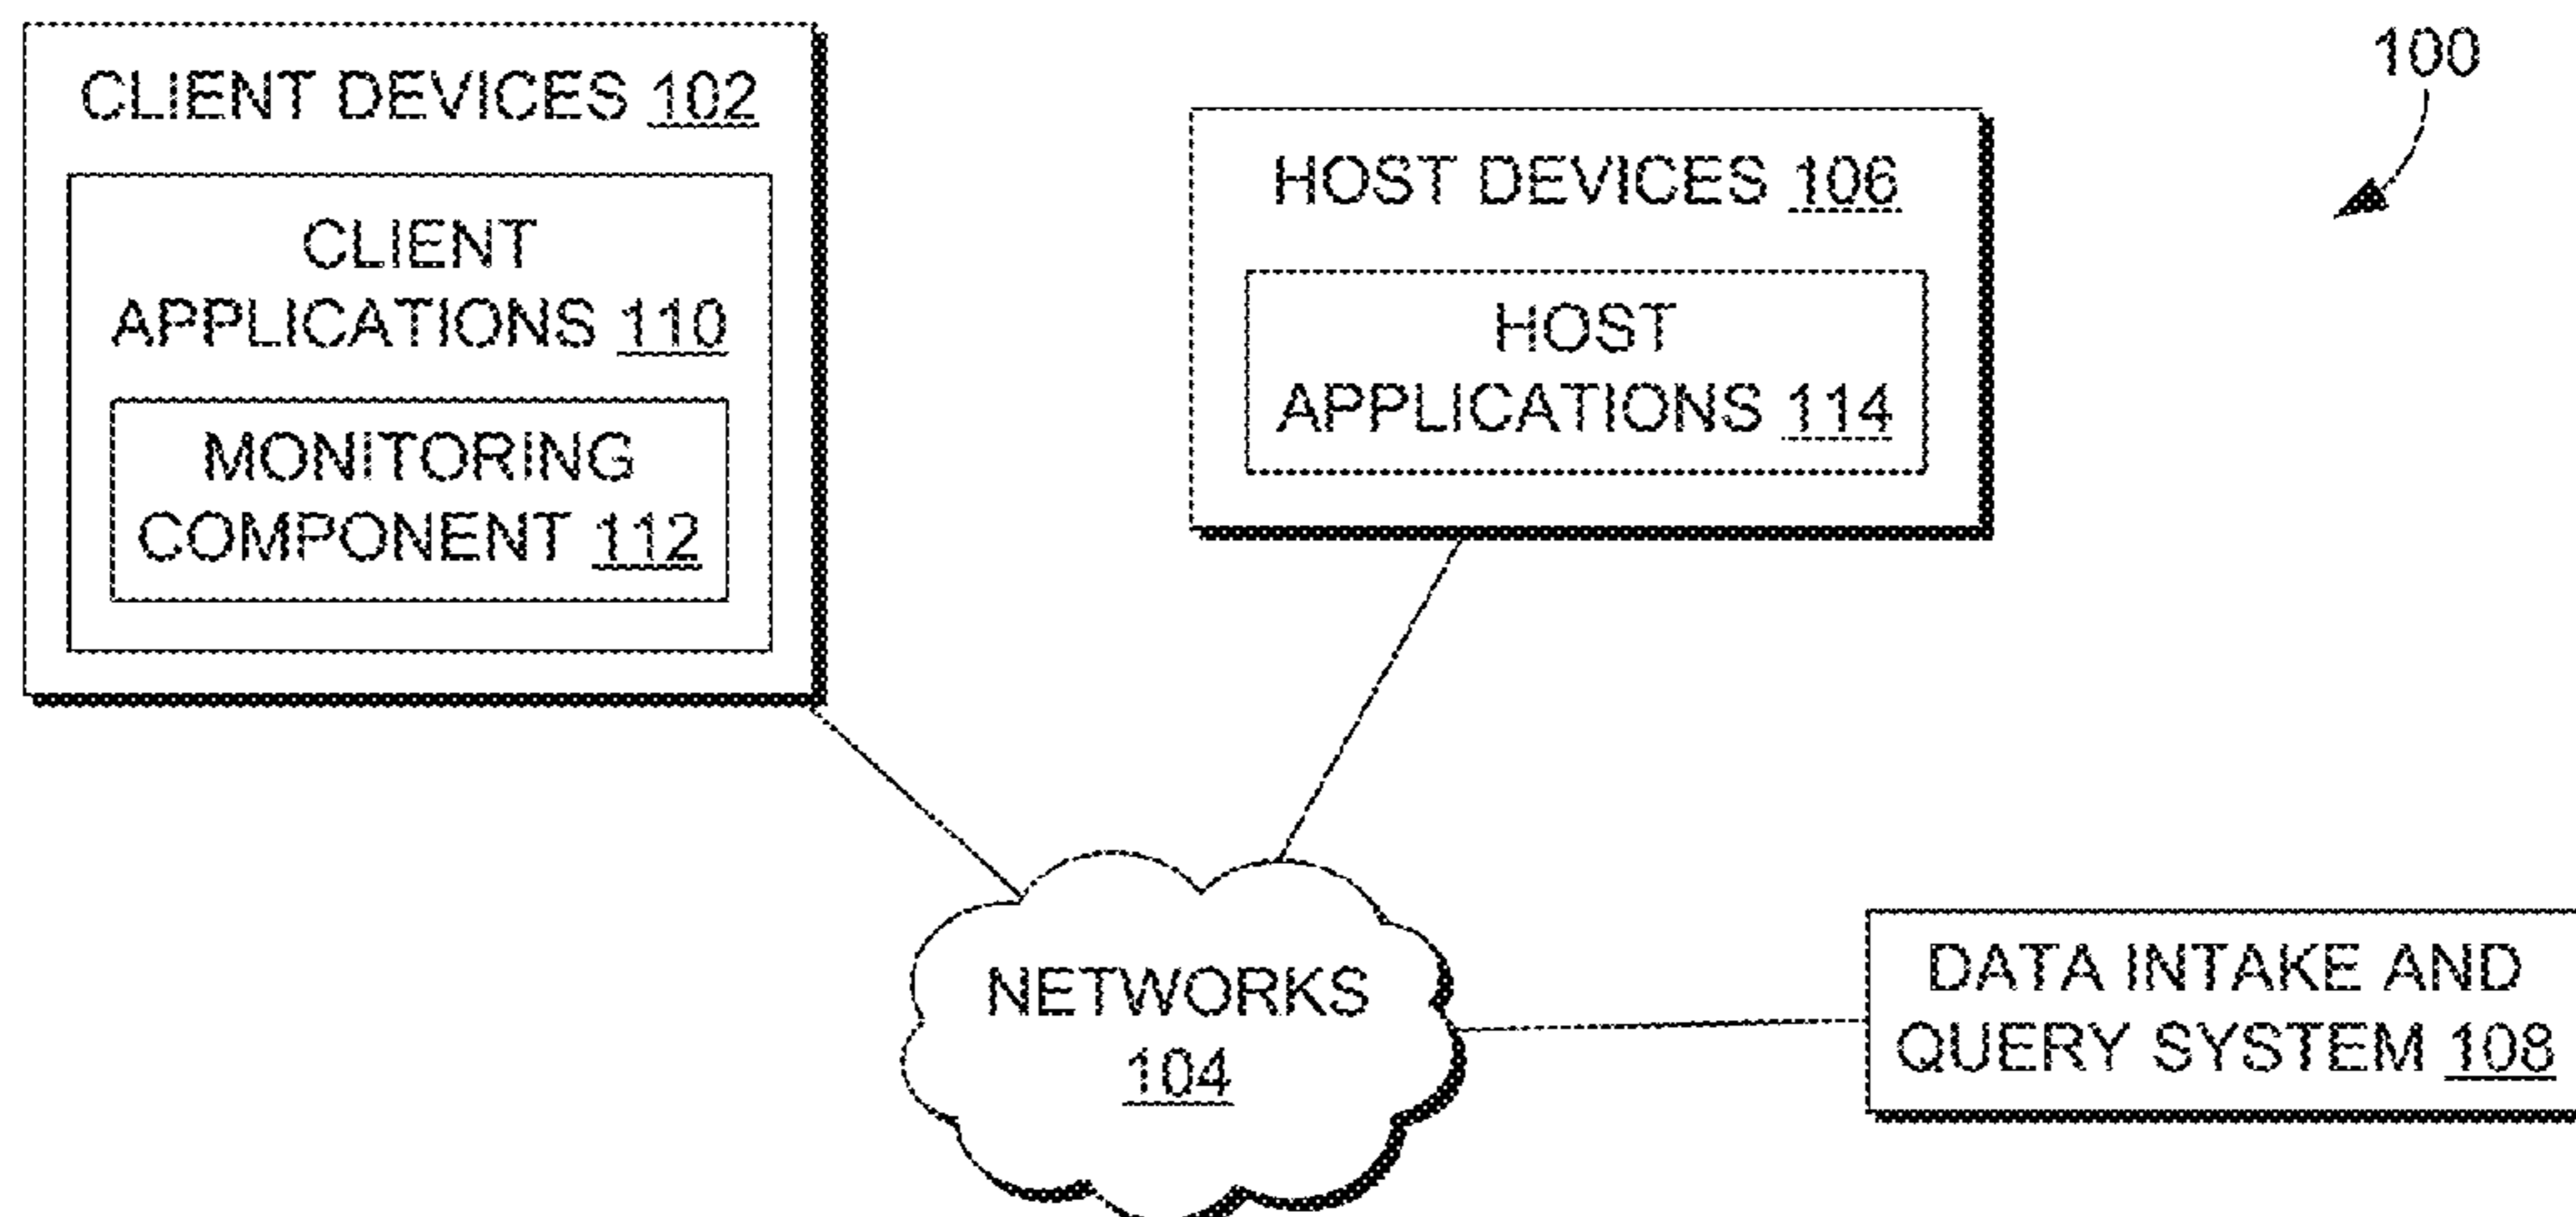 100
CLIENT DEVICES 102
CLIENT
APPLICATIONS 110
MONITORING
COMPONENT 112
HOST DEVICES 106
HOST
APPLICATIONS 114
NETWORKS
104
DATA INTAKE AND
QUERY SYSTEM 108